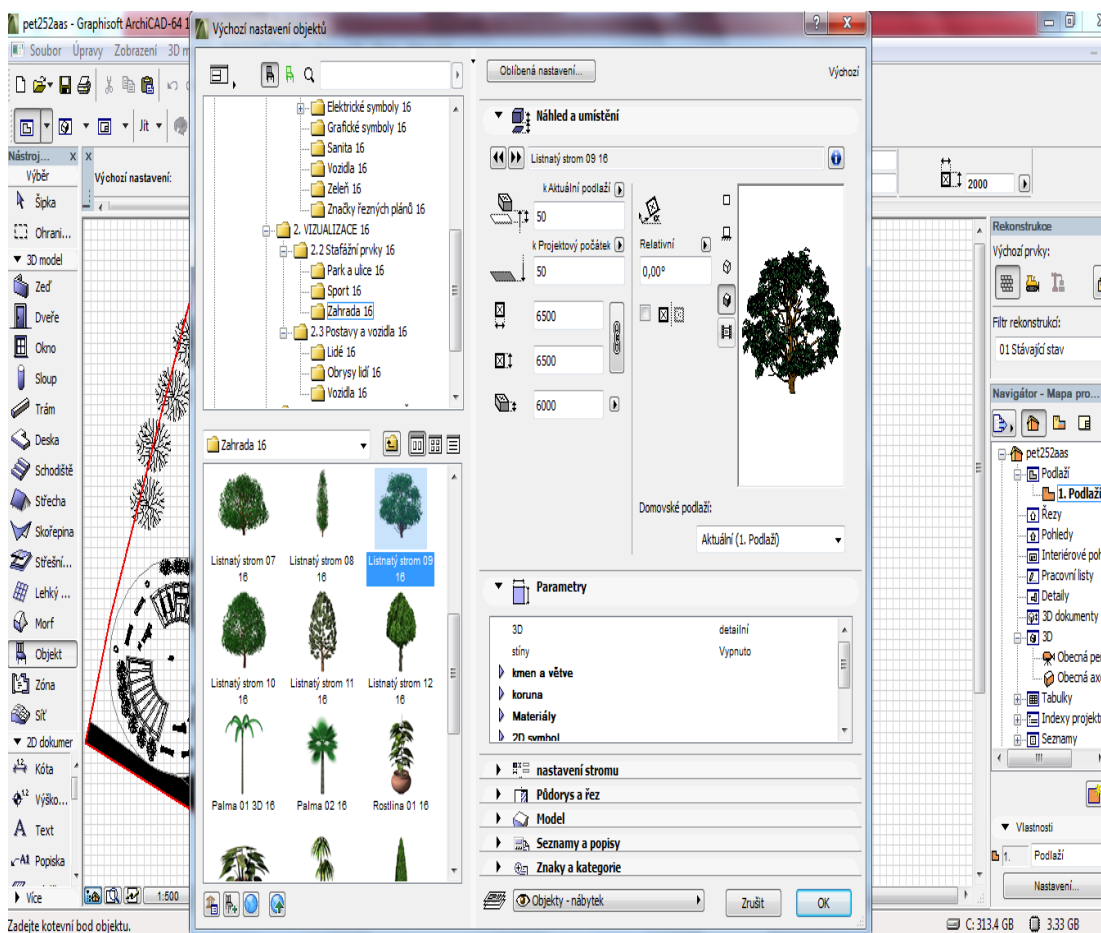 pet252aas - Graphisoft ArchiCAD-64 1
Výchozí nastavení objektů
Soubor Úpravy Zobrazení 3D m
Jít
Nástroj...
Výběr
Šipka
Ohrani...
3D model
Zeď
Dveře
Okno
Sloup
Trám
Deska
Schodiště
Střecha
Skořepina
Střešní...
Lehký ...
Morf
Objekt
Zóna
Síť
2D dokumer
Kóta
Výško...
Text
Popiska
Více
Výchozí nastavení:
1:500
Zadejte kotevní bod objektu.
Elektrické symboly 16
Grafické symboly 16
Sanita 16
Vozidla 16
Zeleň 16
Značky řezných plánů 16
2. VIZUALIZACE 16
2.2 Stafážní prvky 16
Park a ulice 16
Sport 16
Zahrada 16
2.3 Postavy a vozidla 16
Lidé 16
Obrysy lidí 16
Vozidla 16
Zahrada 16
Listnatý strom 07 16
Listnatý strom 08 16
Listnatý strom 09 16
Listnatý strom 10 16
Listnatý strom 11 16
Listnatý strom 12 16
Palma 01 3D 16
Palma 02 16
Rostlina 01 16
Oblíbená nastavení...
Výchozí
Náhled a umístění
Listnatý strom 09 16
k Aktuální podlaží
50
k Projektový počátek
50
6500
6500
6000
Relativní
0,00°
Domovské podlaží:
Aktuální (1. Podlaží)
Parametry
3D detailní
stíny Vypnuto
kmen a větve
koruna
Materiály
2D symbol
nastavení stromu
Půdorys a řez
Model
Seznamy a popisy
Znaky a kategorie
Objekty - nábytek
Zrušit
OK
2000
Rekonstrukce
Výchozí prvky:
Filtr rekonstrukcí:
01 Stávající stav
Navigátor - Mapa pro...
pet252aas
Podlaží
1. Podlaží
Řezy
Pohledy
Interiérové poh
Pracovní listy
Detaily
3D dokumenty
3D
Obecná per
Obecná axo
Tabulky
Indexy projektu
Seznamy
Vlastnosti
1. Podlaží
Nastavení...
C: 313.4 GB 3.33 GB